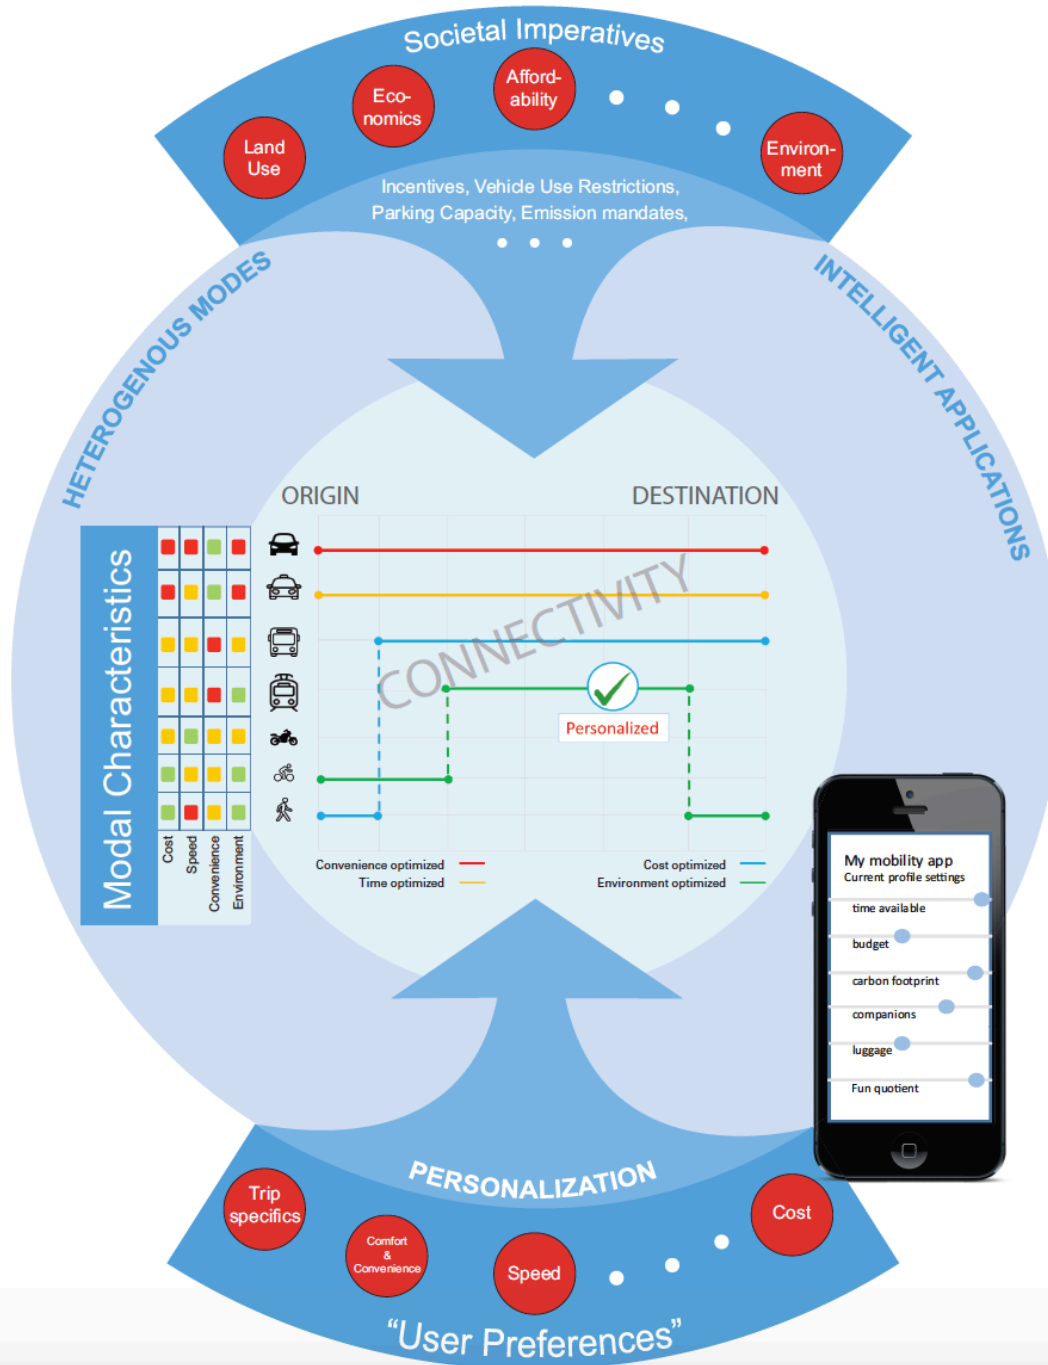 Societal Imperatives
Land
Use
Eco-
nomics
Afford-
ability
Environ-
ment
Incentives, Vehicle Use Restrictions,
Parking Capacity, Emission mandates,
HETEROGENOUS MODES
INTELLIGENT APPLICATIONS
ORIGIN
DESTINATION
CONNECTIVITY
Personalized
Modal Characteristics
Cost
Speed
Convenience
Environment
Convenience optimized
Time optimized
Cost optimized
Environment optimized
My mobility app
Current profile settings
time available
budget
carbon footprint
companions
luggage
Fun quotient
PERSONALIZATION
Trip
specifics
Comfort
&
Convenience
Speed
Cost
“User Preferences”